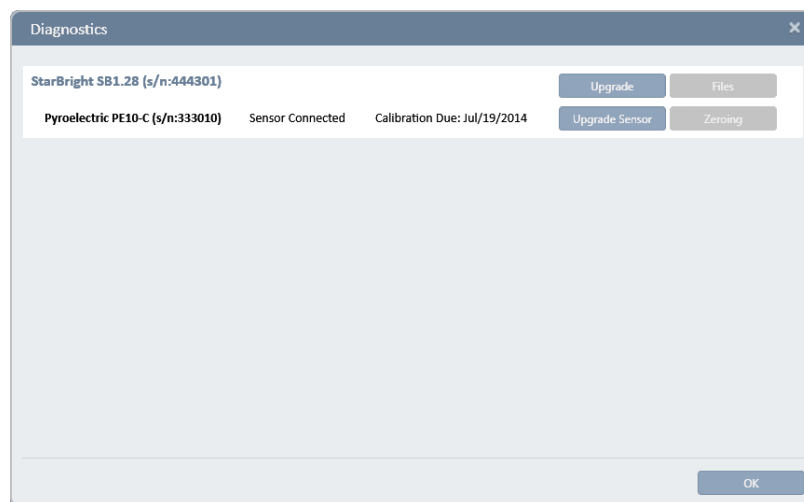 Diagnostics
StarBright SB1.28 (s/n:444301) Upgrade Files
Pyroelectric PE10-C (s/n:333010) Sensor Connected Calibration Due: Jul/19/2014 Upgrade Sensor Zeroing
OK